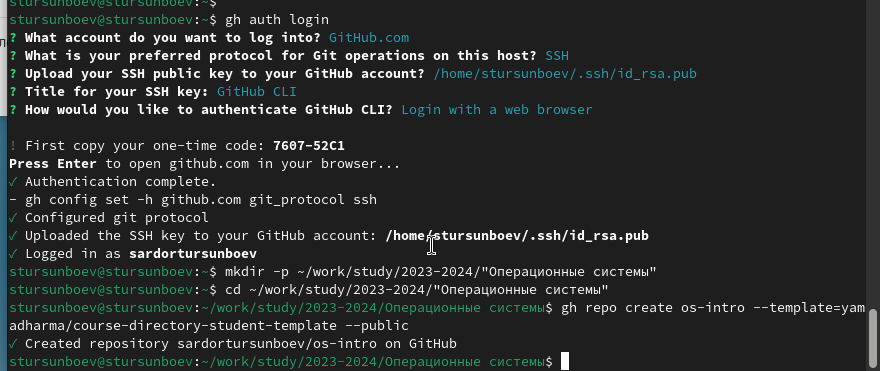 stursunboev@stursunboev:~$
stursunboev@stursunboev:~$ gh auth login
? What account do you want to log into? GitHub.com
? What is your preferred protocol for Git operations on this host? SSH
? Upload your SSH public key to your GitHub account? /home/stursunboev/.ssh/id_rsa.pub
? Title for your SSH key: GitHub CLI
? How would you like to authenticate GitHub CLI? Login with a web browser
! First copy your one-time code: 7607-52C1
Press Enter to open github.com in your browser...
✓ Authentication complete.
- gh config set -h github.com git_protocol ssh
✓ Configured git protocol
✓ Uploaded the SSH key to your GitHub account: /home/stursunboev/.ssh/id_rsa.pub
✓ Logged in as sardortursunboev
stursunboev@stursunboev:~$ mkdir -p ~/work/study/2023-2024/"Операционные системы"
stursunboev@stursunboev:~$ cd ~/work/study/2023-2024/"Операционные системы"
stursunboev@stursunboev:~/work/study/2023-2024/Операционные системы$ gh repo create os-intro --template=yam
adharma/course-directory-student-template --public
✓ Created repository sardortursunboev/os-intro on GitHub
stursunboev@stursunboev:~/work/study/2023-2024/Операционные системы$